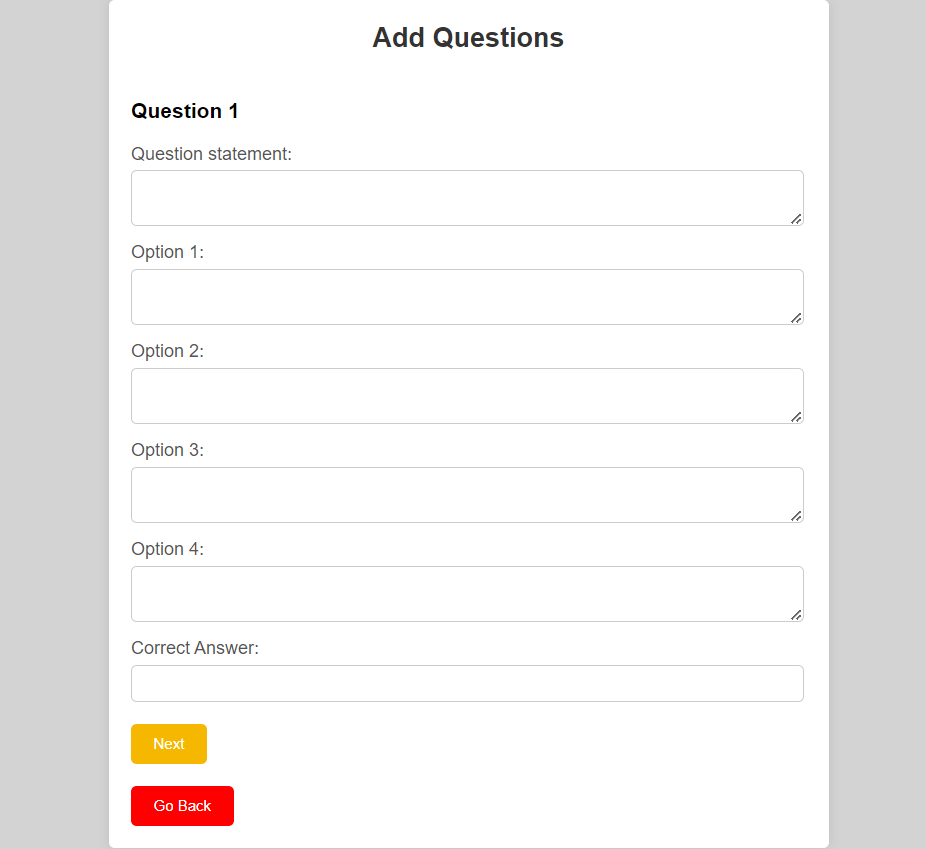 Add Questions
Question 1
Question statement:
Option 1:
Option 2:
Option 3:
Option 4:
Correct Answer:
Next
Go Back